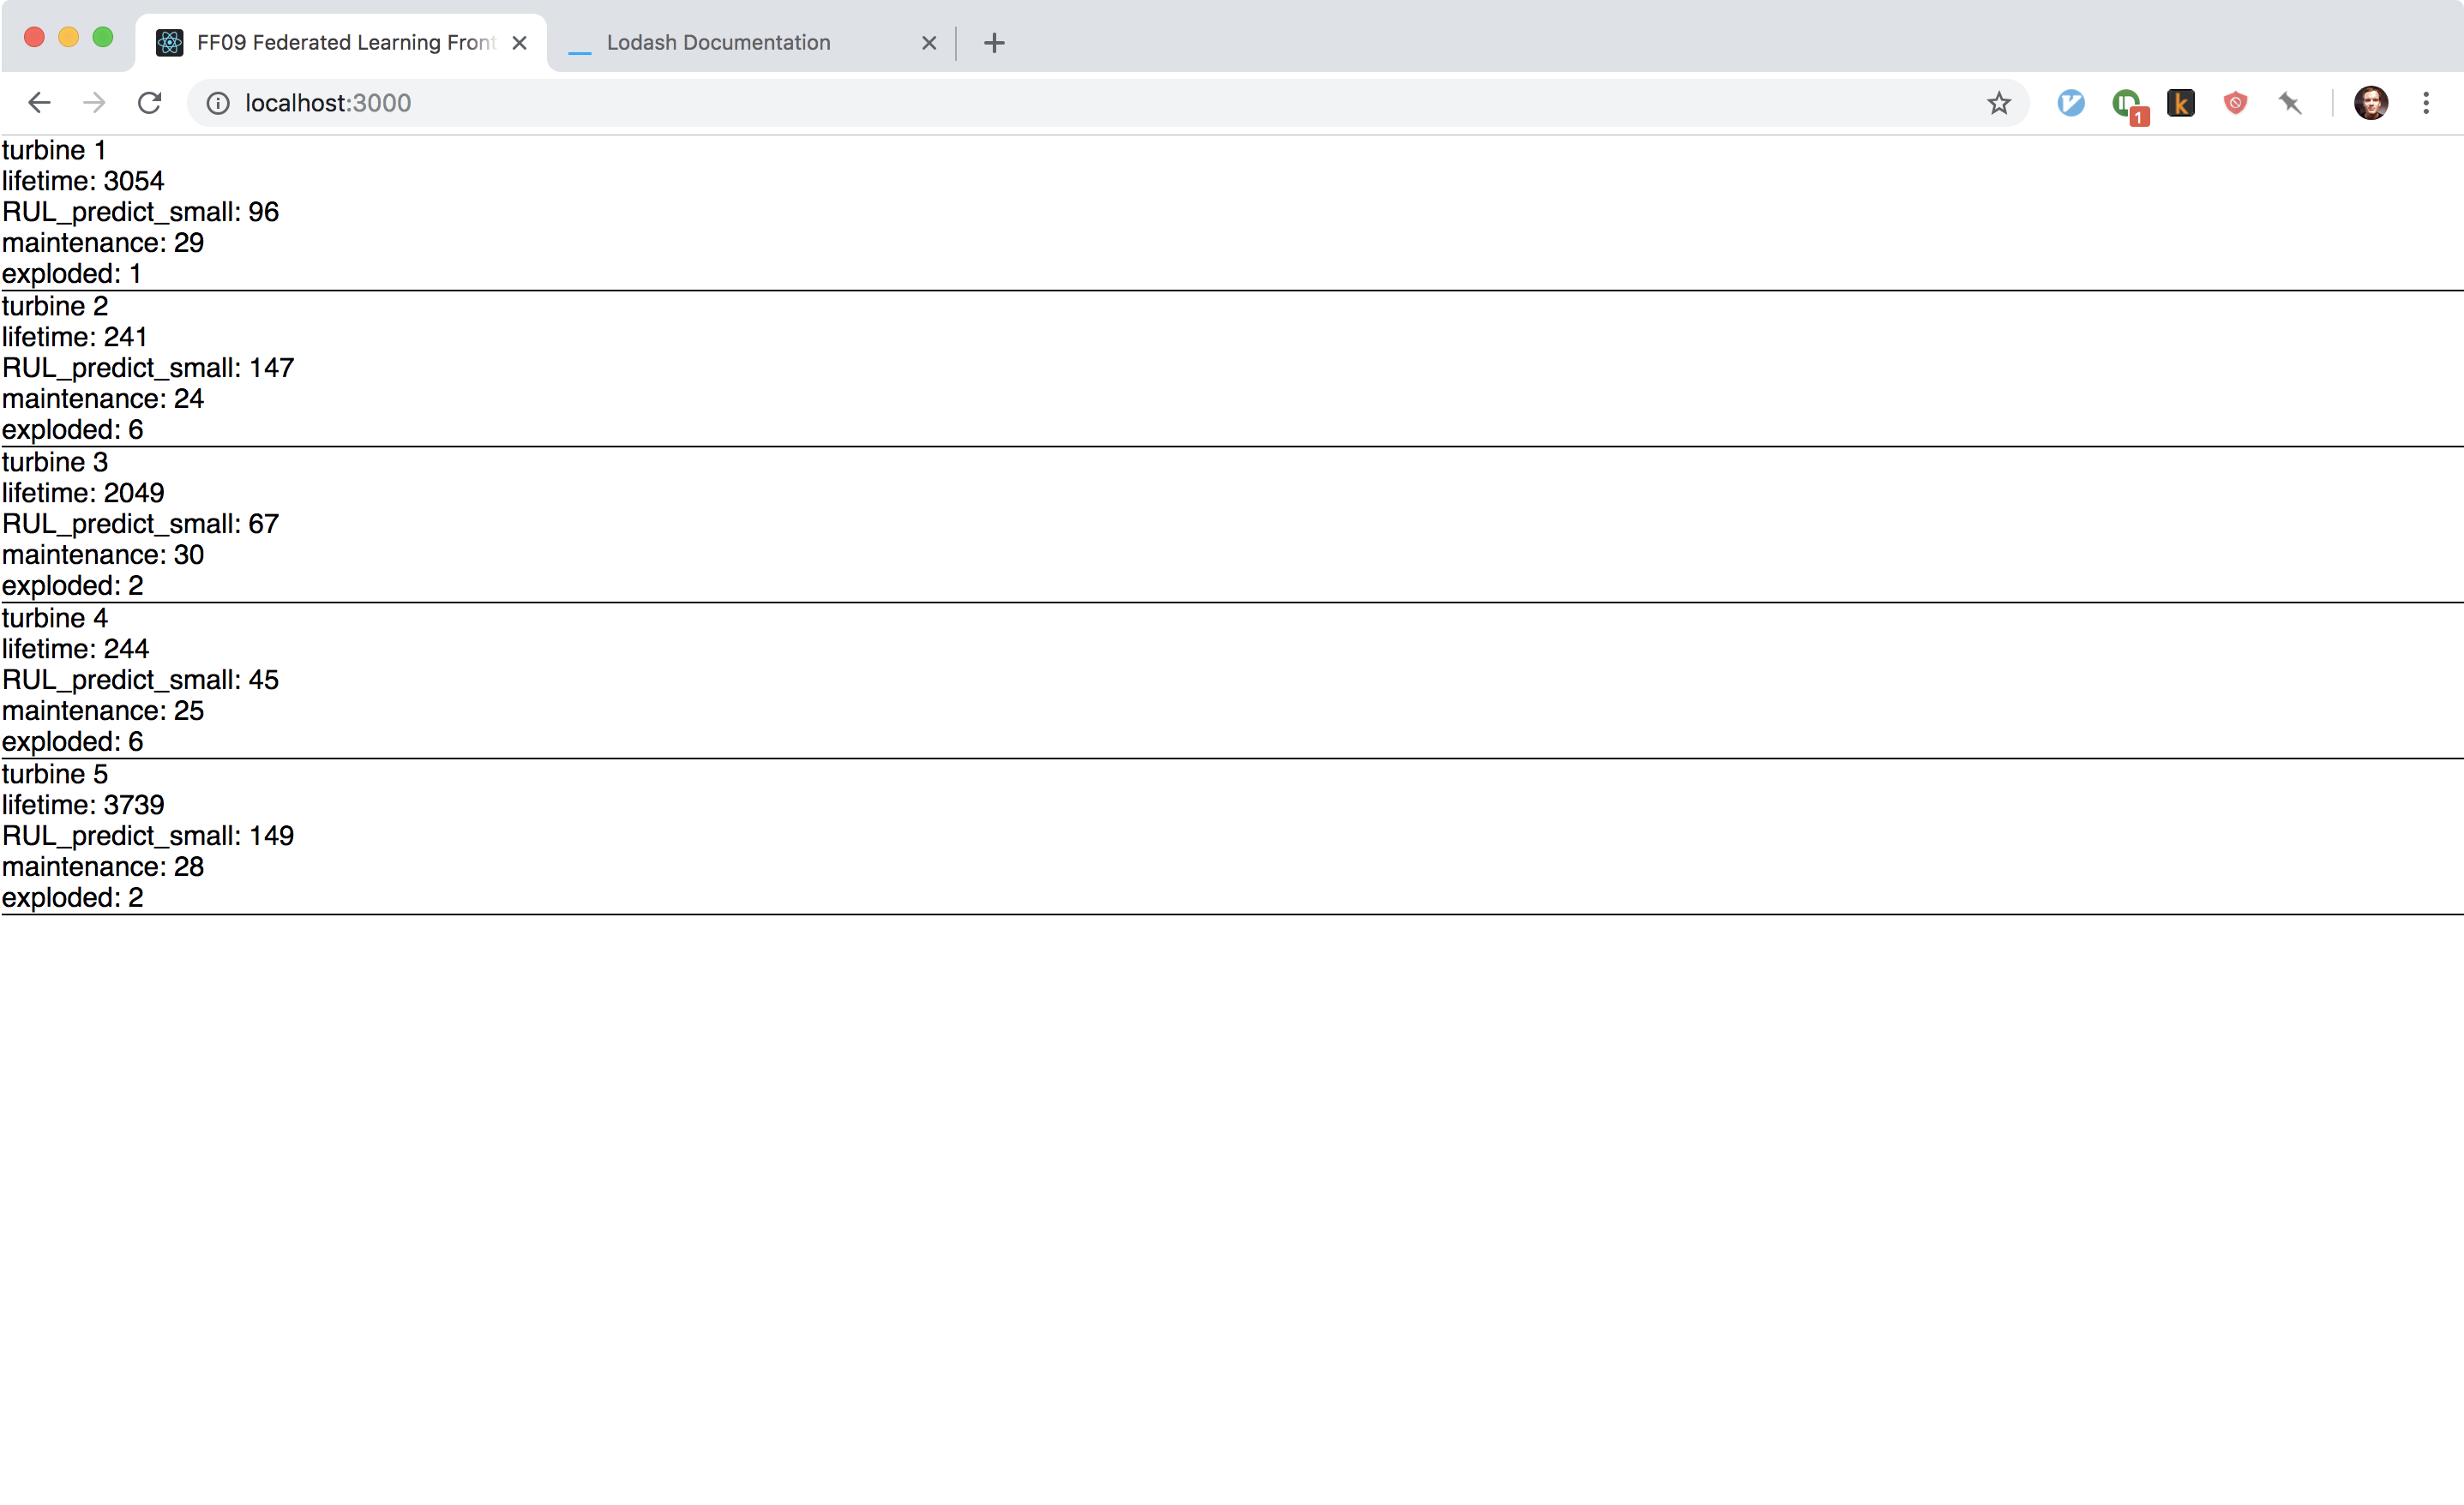 FF09 Federated Learning Front
Lodash Documentation
localhost:3000
k
1
turbine 1
lifetime: 3054
RUL_predict_small: 96
maintenance: 29
exploded: 1
turbine 2
lifetime: 241
RUL_predict_small: 147
maintenance: 24
exploded: 6
turbine 3
lifetime: 2049
RUL_predict_small: 67
maintenance: 30
exploded: 2
turbine 4
lifetime: 244
RUL_predict_small: 45
maintenance: 25
exploded: 6
turbine 5
lifetime: 3739
RUL_predict_small: 149
maintenance: 28
exploded: 2